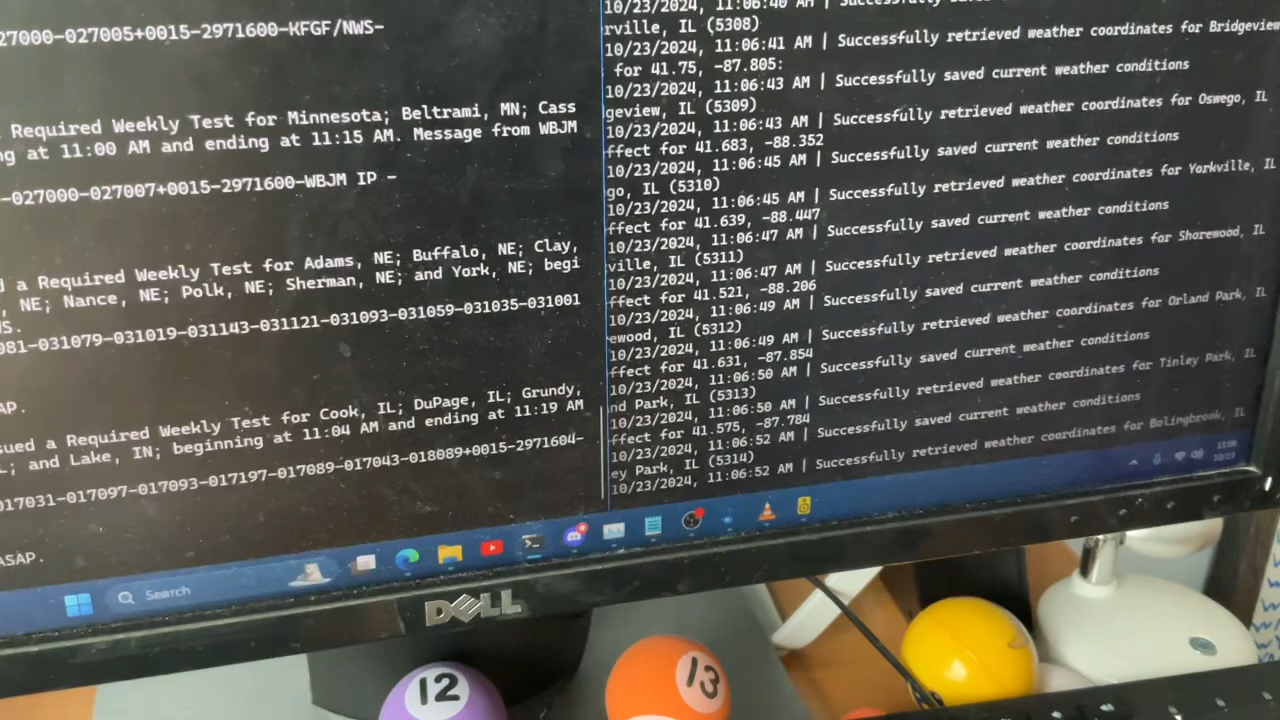 27000-027005+0015-2971600-KFGF/NWS-
Required Weekly Test for Minnesota; Beltrami, MN; Cass
ng at 11:00 AM and ending at 11:15 AM. Message from WBJM
-027000-027007+0015-2971600-WBJM IP -
d a Required Weekly Test for Adams, NE; Buffalo, NE; Clay,
, NE; Nance, NE; Polk, NE; Sherman, NE; and York, NE; begi
WS.
081-031079-031019-031143-031121-031093-031059-031035-031001
SAP.
sued a Required Weekly Test for Cook, IL; DuPage, IL; Grundy,
L; and Lake, IN; beginning at 11:04 AM and ending at 11:19 AM
017031-017097-017093-017197-017089-017043-018089+0015-2971604-
ASAP.
10/23/2024, 11:06:40 AM | Successfully saved
rville, IL (5308)
10/23/2024, 11:06:41 AM | Successfully retrieved weather coordinates for Bridgeview
for 41.75, -87.805:
10/23/2024, 11:06:43 AM | Successfully saved current weather conditions
geview, IL (5309)
10/23/2024, 11:06:43 AM | Successfully retrieved weather coordinates for Oswego, IL
ffect for 41.683, -88.352
10/23/2024, 11:06:45 AM | Successfully saved current weather conditions
go, IL (5310)
10/23/2024, 11:06:45 AM | Successfully retrieved weather coordinates for Yorkville, IL
ffect for 41.639, -88.447
10/23/2024, 11:06:47 AM | Successfully saved current weather conditions
ville, IL (5311)
10/23/2024, 11:06:47 AM | Successfully retrieved weather coordinates for Shorewood, IL
ffect for 41.521, -88.206
10/23/2024, 11:06:49 AM | Successfully saved current weather conditions
ewood, IL (5312)
10/23/2024, 11:06:49 AM | Successfully retrieved weather coordinates for Orland Park, IL
ffect for 41.631, -87.854
10/23/2024, 11:06:50 AM | Successfully saved current weather conditions
nd Park, IL (5313)
10/23/2024, 11:06:50 AM | Successfully retrieved weather coordinates for Tinley Park, IL
ffect for 41.575, -87.784
10/23/2024, 11:06:52 AM | Successfully saved current weather conditions
ey Park, IL (5314)
10/23/2024, 11:06:52 AM | Successfully retrieved weather coordinates for Bolingbrook, IL
11:06
Search
DELL
12
13